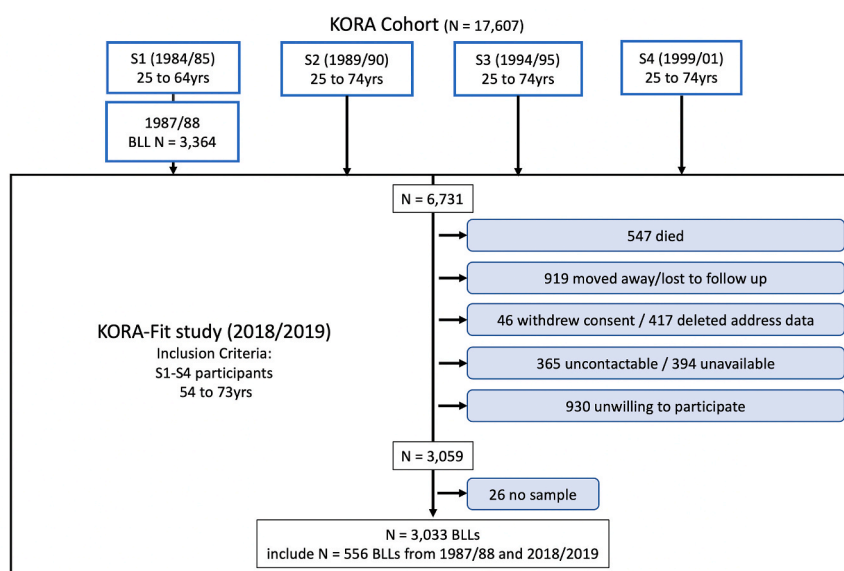 KORA Cohort (N = 17,607)
S1 (1984/85)
25 to 64yrs
S2 (1989/90)
25 to 74yrs
S3 (1994/95)
25 to 74yrs
S4 (1999/01)
25 to 74yrs
1987/88
BLL N = 3,364
N = 6,731
547 died
919 moved away/lost to follow up
46 withdrew consent / 417 deleted address data
365 uncontactable / 394 unavailable
930 unwilling to participate
KORA-Fit study (2018/2019)
Inclusion Criteria:
S1-S4 participants
54 to 73yrs
N = 3,059
26 no sample
N = 3,033 BLLs
include N = 556 BLLs from 1987/88 and 2018/2019